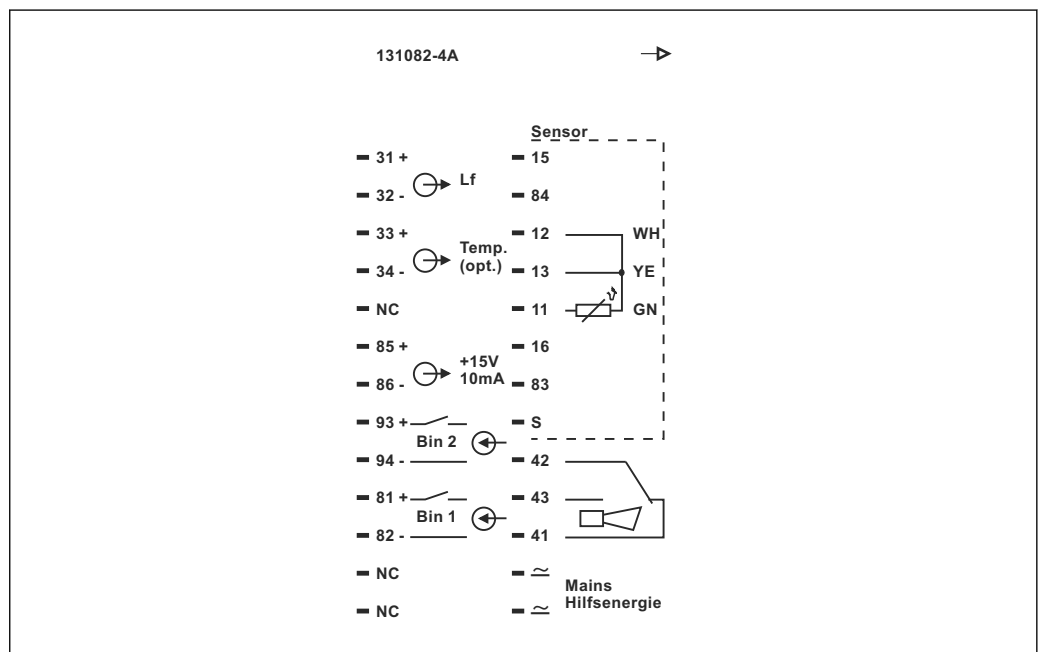 131082-4A
Sensor
31 +
32 -
Lf
33 +
34 -
Temp.
(opt.)
NC
85 +
86 -
+15V
10mA
93 +
Bin 2
94 -
81 +
Bin 1
82 -
NC
NC
15
84
12 WH
13 YE
11 GN
16
83
S
42
43
41
Mains
Hilfsenergie